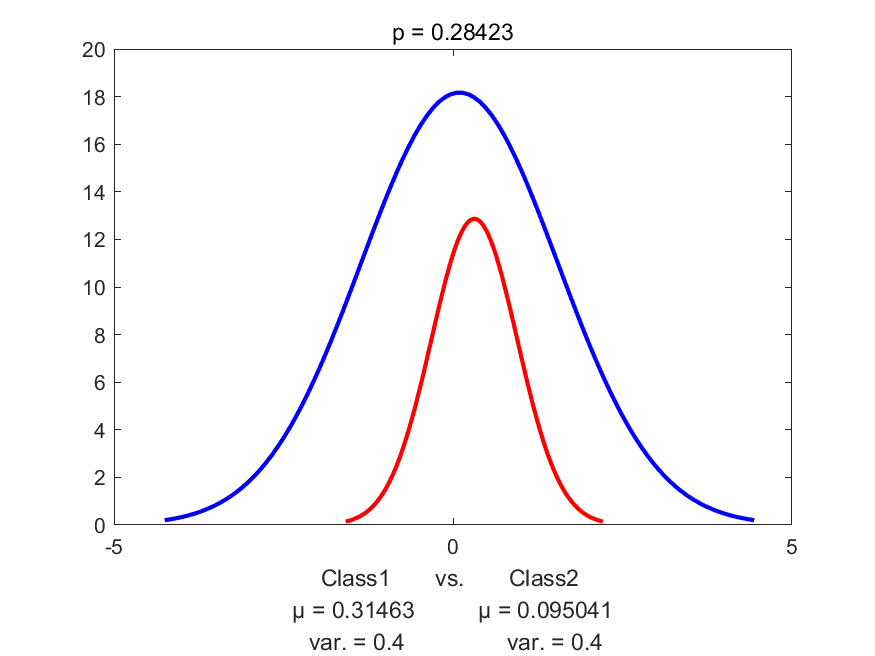 p = 0.28423
20
18
16
14
12
10
8
6
4
2
0
-5 0 5
Class1 vs. Class2
μ = 0.31463 μ = 0.095041
var. = 0.4 var. = 0.4